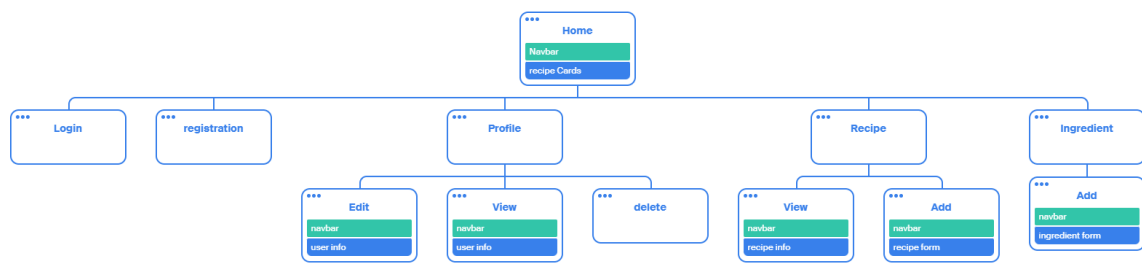 Home
Navbar
recipe Cards
Login
registration
Profile
Recipe
Ingredient
Edit
navbar
user info
View
navbar
user info
delete
View
navbar
recipe info
Add
navbar
recipe form
Add
navbar
ingredient form